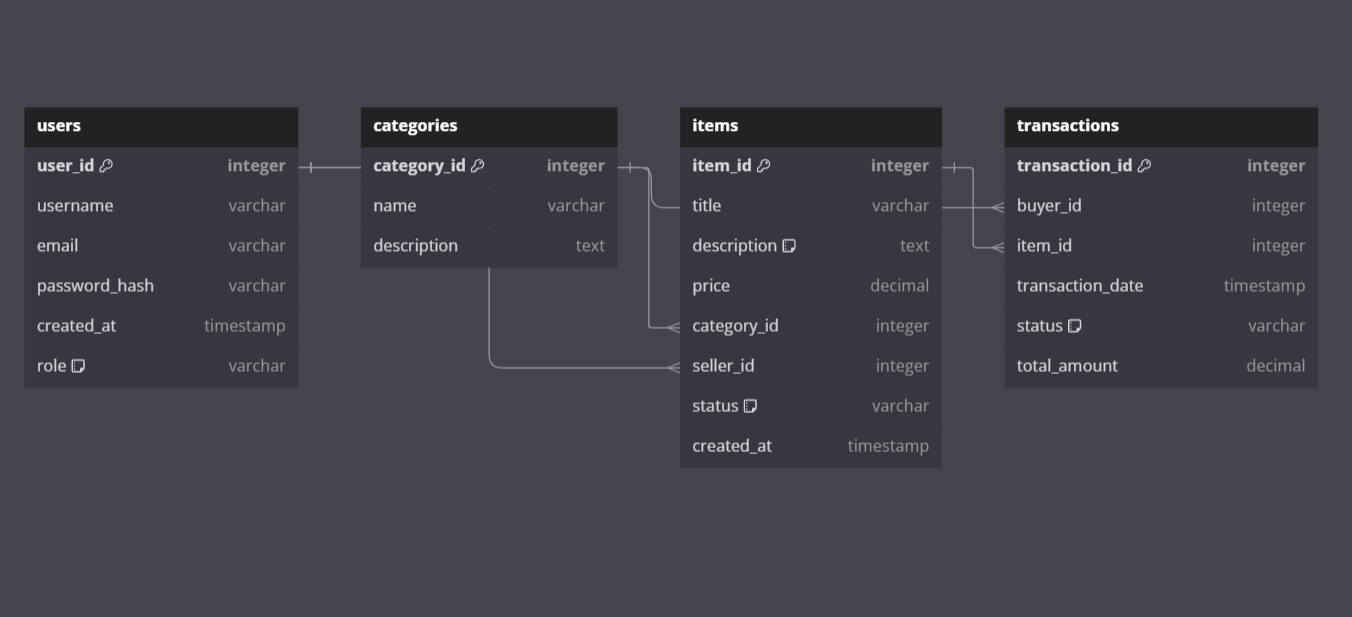 users
user_id integer
username varchar
email varchar
password_hash varchar
created_at timestamp
role varchar
categories
category_id integer
name varchar
description text
items
item_id integer
title varchar
description text
price decimal
category_id integer
seller_id integer
status varchar
created_at timestamp
transactions
transaction_id integer
buyer_id integer
item_id integer
transaction_date timestamp
status varchar
total_amount decimal